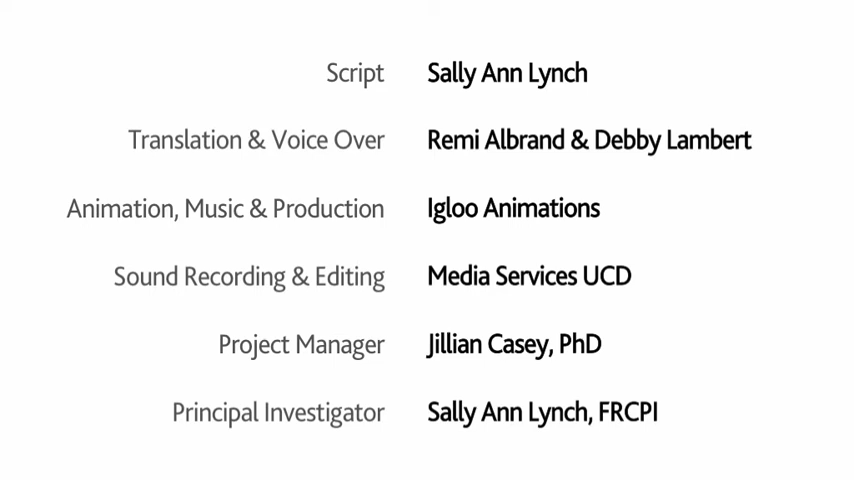 Script Sally Ann Lynch
Translation & Voice Over Remi Albrand & Debby Lambert
Animation, Music & Production Igloo Animations
Sound Recording & Editing Media Services UCD
Project Manager Jillian Casey, PhD
Principal Investigator Sally Ann Lynch, FRCPI